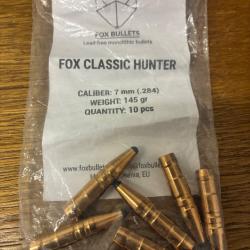 FOX BULLETS
Lead-free monolithic bullets
FOX CLASSIC HUNTER
CALIBER: 7 mm (.284)
WEIGHT: 145 gr
QUANTITY: 10 pcs
EU